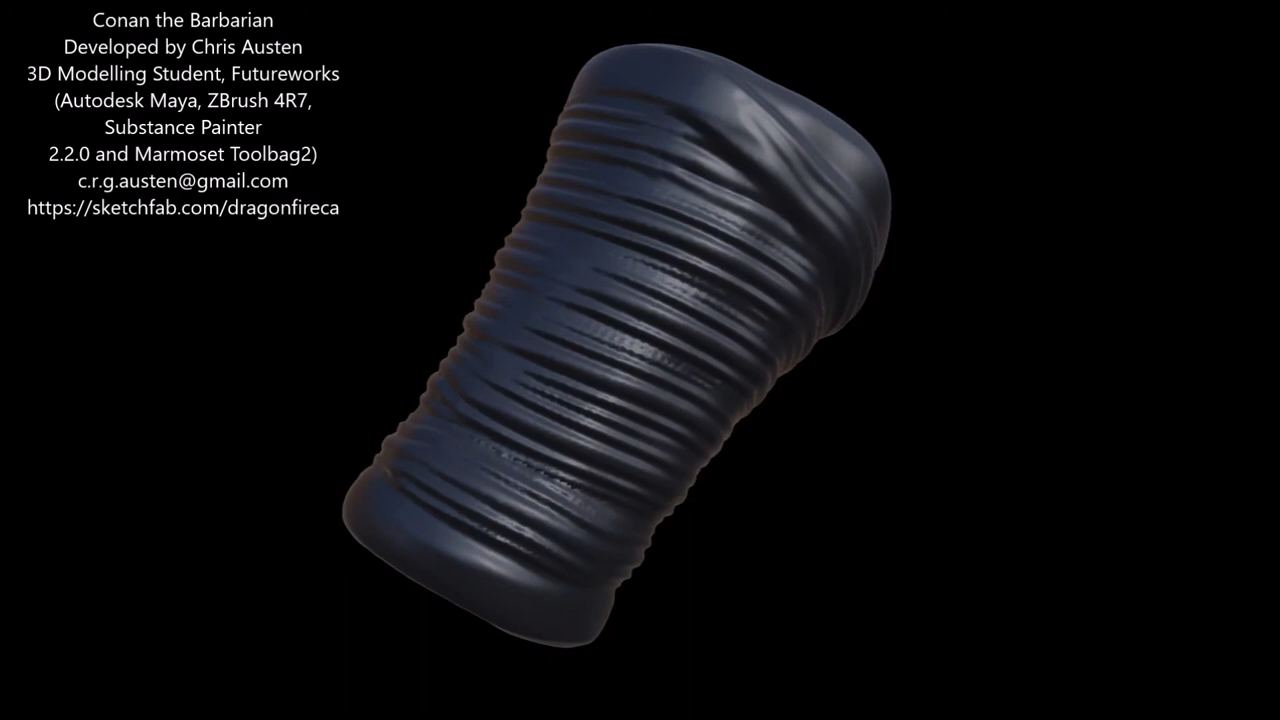 Conan the Barbarian
Developed by Chris Austen
3D Modelling Student, Futureworks
(Autodesk Maya, ZBrush 4R7,
Substance Painter
2.2.0 and Marmoset Toolbag2)
c.r.g.austen@gmail.com
https://sketchfab.com/dragonfireca